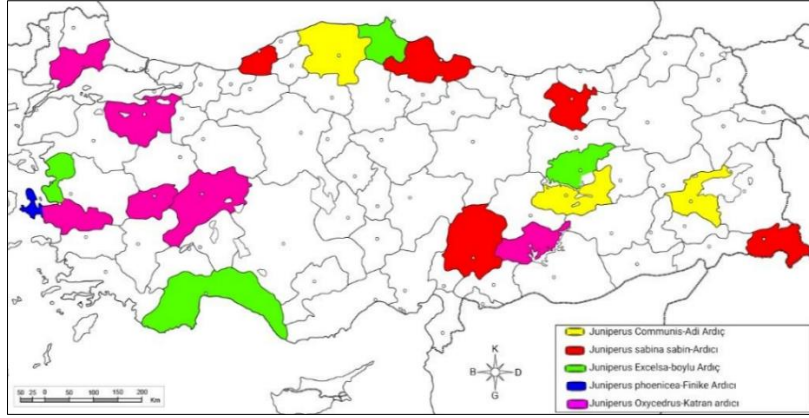 K
B D
G
50 25 0 50 100 150 200
Km
Juniperus Communis-Adi Ardıç
Juniperus sabina sabin-Ardıcı
Juniperus Excelsa-boylu Ardıç
Juniperus phoenicea-Finike Ardıcı
Juniperus Oxycedrus-Katran ardıcı